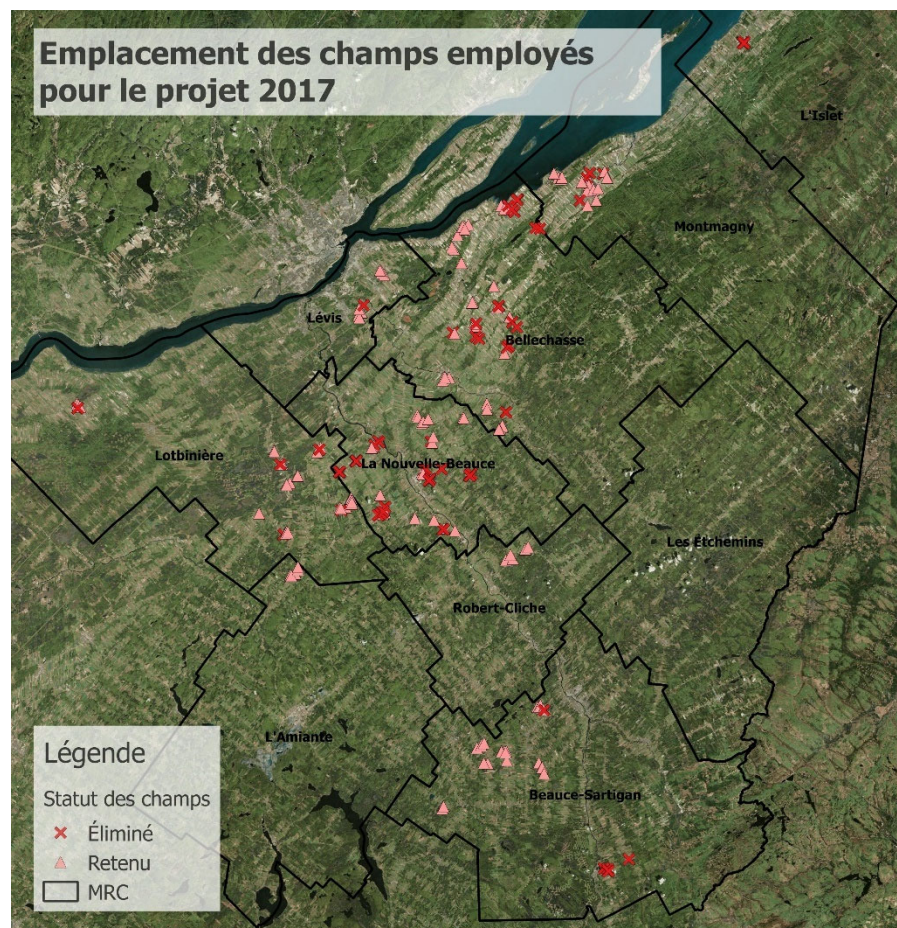 Emplacement des champs employés
pour le projet 2017
L'Islet
Montmagny
Lévis
Bellechasse
Lotbinière
La Nouvelle-Beauce
Les Etchemins
Robert-Cliche
L'Amiante
Beauce-Sartigan
Légende
Statut des champs
Éliminé
Retenu
MRC